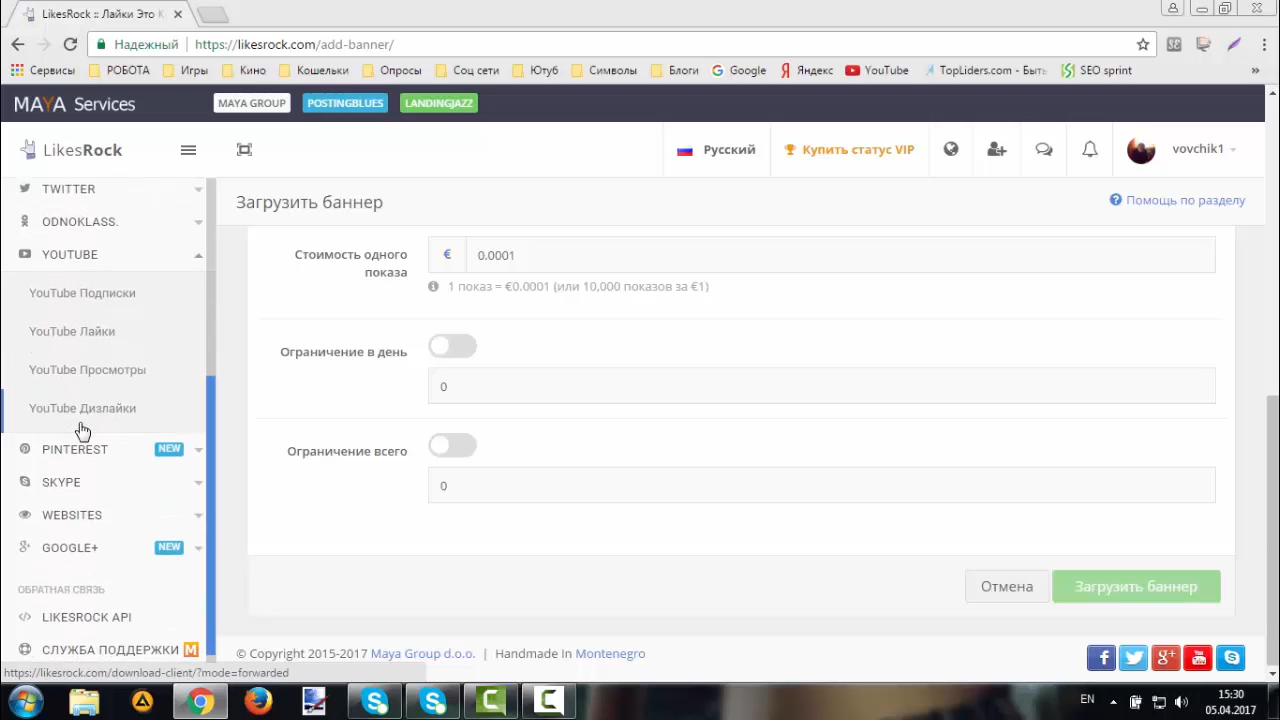 LikesRock :: Лайки Это К
Надежный
https://likesrock.com/add-banner/
Сервисы РОБОТА Игры Кино Кошельки Опросы Соц сети Ютуб Символы Блоги Google Яндекс YouTube TopLiders.com - Быть SEO sprint »
MAYA Services MAYA GROUP POSTINGBLUES LANDINGJAZZ
LikesRock Русский Купить статус VIP vovchik1
TWITTER
ODNOKLASS.
YOUTUBE
YouTube Подписки
YouTube Лайки
YouTube Просмотры
YouTube Дизлайки
PINTEREST NEW
SKYPE
WEBSITES
GOOGLE+ NEW
ОБРАТНАЯ СВЯЗЬ
LIKESROCK API
СЛУЖБА ПОДДЕРЖКИ M
Загрузить баннер
Помощь по разделу
Стоимость одного показа
€ 0.0001
1 показ = €0.0001 (или 10,000 показов за €1)
Ограничение в день
0
Ограничение всего
0
Отмена Загрузить баннер
© Copyright 2015-2017 Maya Group d.o.o. | Handmade In Montenegro
https://likesrock.com/download-client/?mode=forwarded
EN
15:30
05.04.2017